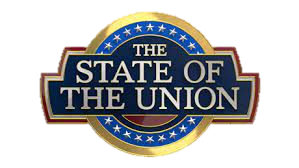 THE
STATE OF
THE UNION